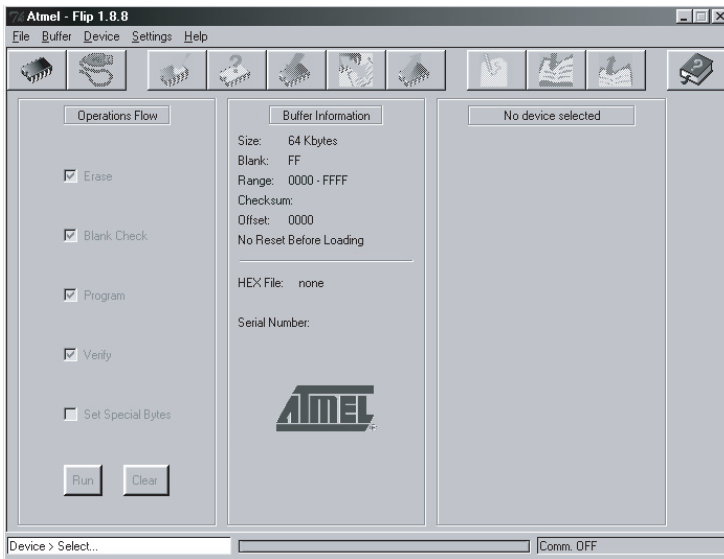 Atmel - Flip 1.8.8
File Buffer Device Settings Help
Operations Flow
Erase
Blank Check
Program
Verify
Set Special Bytes
Run Clear
Buffer Information
Size: 64 Kbytes
Blank: FF
Range: 0000 - FFFF
Checksum:
Offset: 0000
No Reset Before Loading
HEX File: none
Serial Number:
ATMEL
No device selected
Device > Select...
Comm. OFF